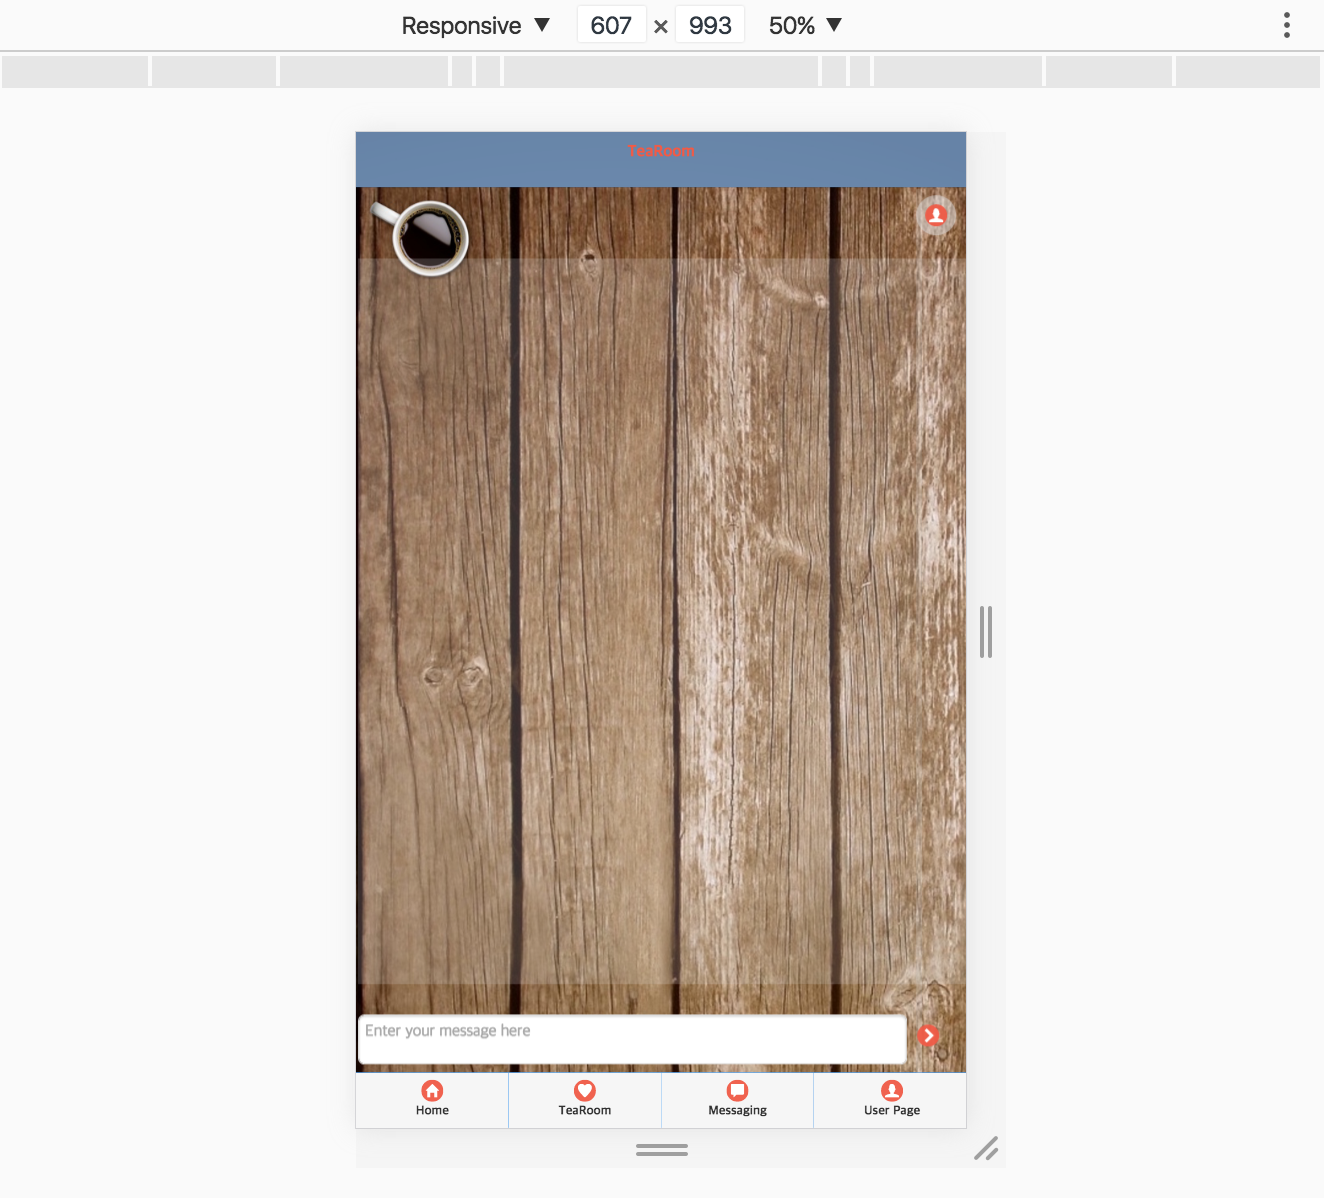 Responsive ▼ 607 × 993 50% ▼
TeaRoom
Enter your message here
Home TeaRoom Messaging User Page